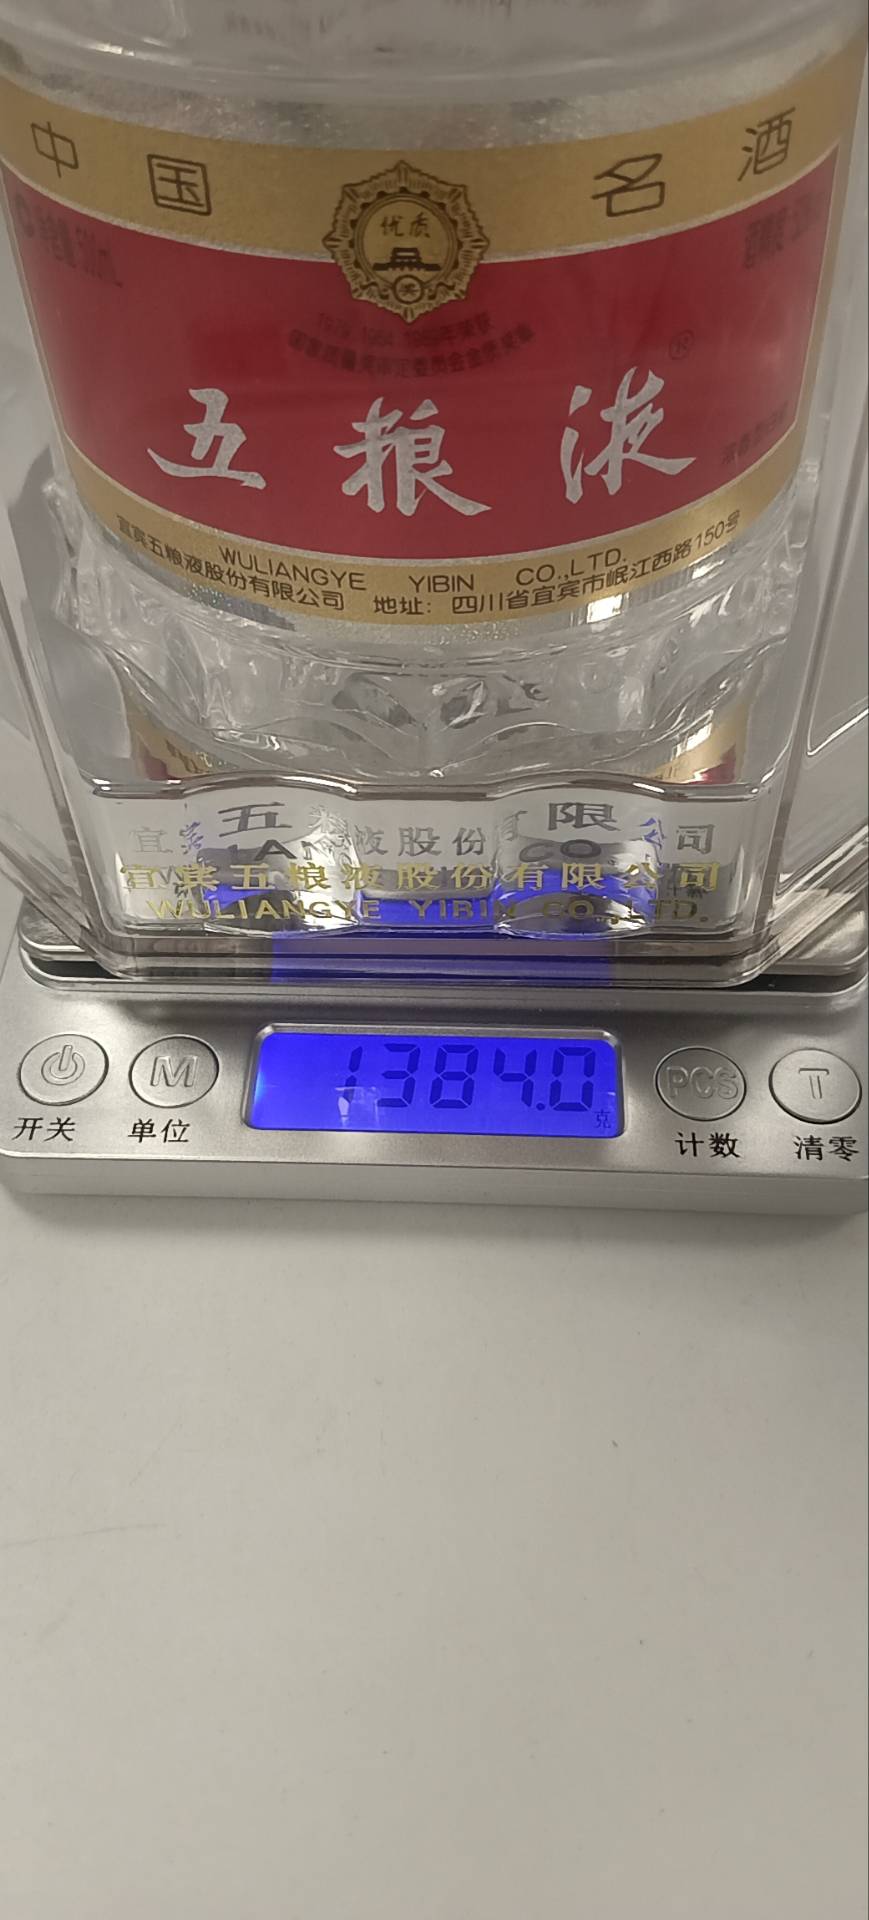 中国名酒
优质
奖
五粮液®
WULIANGYE YIBIN CO.,LTD.
宜宾五粮液股份有限公司 地址：四川省宜宾市岷江西路150号
宜宾五粮液股份有限公司
WULIANGYE YIBIN CO.,LTD.
1384.0
克
M
PCS
T
开关
单位
计数
清零